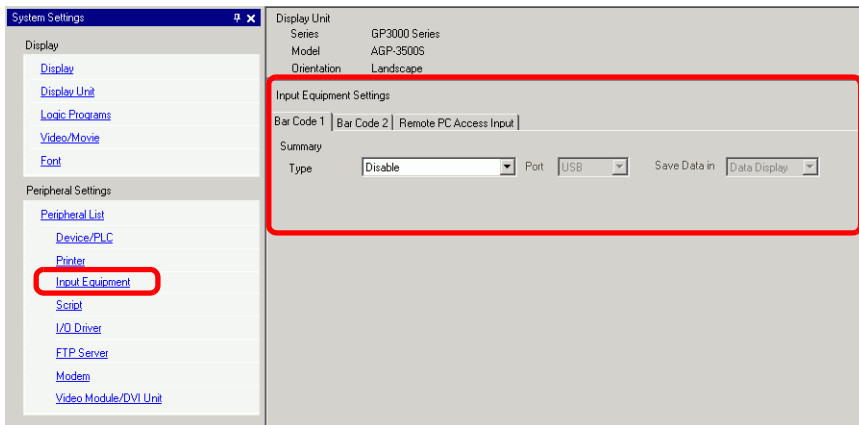 System Settings
Display
Display
Display Unit
Logic Programs
Video/Movie
Font
Peripheral Settings
Peripheral List
Device/PLC
Printer
Input Equipment
Script
I/O Driver
FTP Server
Modem
Video Module/DVI Unit
Display Unit
Series GP3000 Series
Model AGP-3500S
Orientation Landscape
Input Equipment Settings
Bar Code 1 Bar Code 2 Remote PC Access Input
Summary
Type Disable Port USB Save Data in Data Display